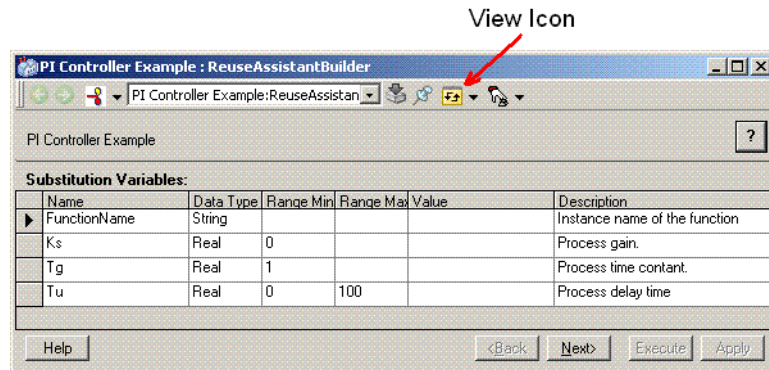 View Icon
PI Controller Example : ReuseAssistantBuilder
PI Controller Example:ReuseAssistan
PI Controller Example ?
Substitution Variables:
Name Data Type Range Min Range Max Value Description
FunctionName String Instance name of the function
Ks Real 0 Process gain.
Tg Real 1 Process time contant.
Tu Real 0 100 Process delay time
Help <Back Next> Execute Apply